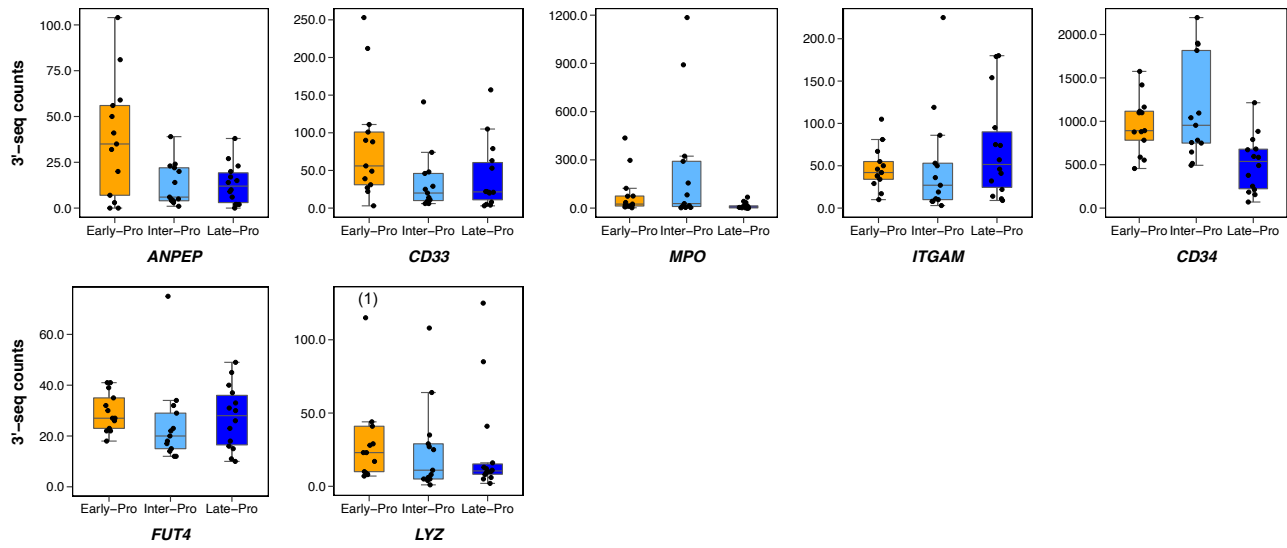 3'−seq counts
100.0
75.0
50.0
25.0
0.0
Early−Pro Inter−Pro Late−Pro
ANPEP
250.0
200.0
150.0
100.0
50.0
0.0
Early−Pro Inter−Pro Late−Pro
CD33
1200.0
900.0
600.0
300.0
0.0
Early−Pro Inter−Pro Late−Pro
MPO
200.0
150.0
100.0
50.0
0.0
Early−Pro Inter−Pro Late−Pro
ITGAM
2000.0
1500.0
1000.0
500.0
0.0
Early−Pro Inter−Pro Late−Pro
CD34
3'−seq counts
60.0
40.0
20.0
0.0
Early−Pro Inter−Pro Late−Pro
FUT4
(1)
100.0
50.0
0.0
Early−Pro Inter−Pro Late−Pro
LYZ